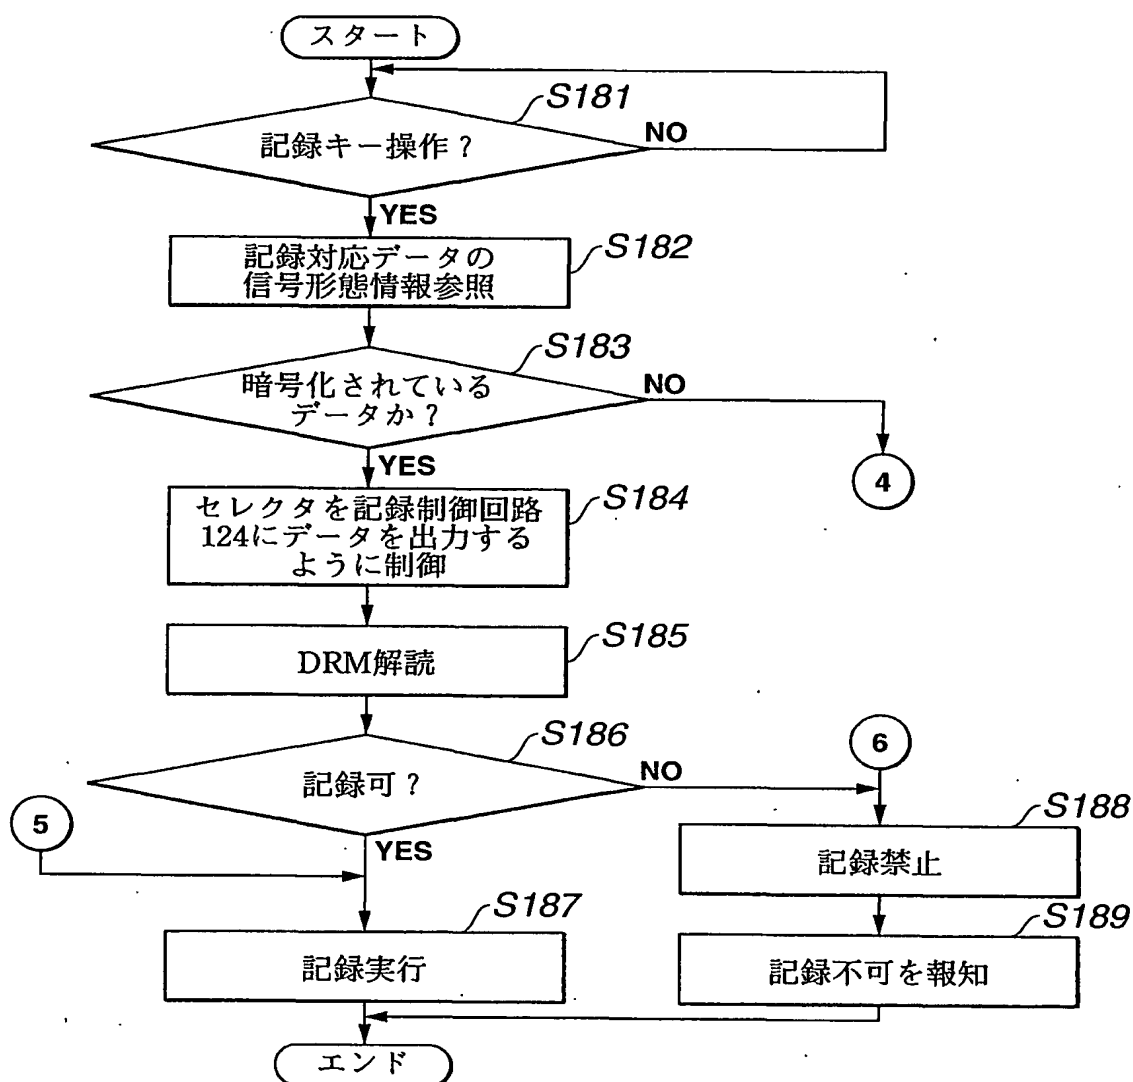 スタート
S181
記録キー操作?
NO
YES
S182
記録対応データの
信号形態情報参照
S183
暗号化されている
データか?
NO
YES
4
S184
セレクタを記録制御回路
124にデータを出力する
ように制御
S185
DRM解読
S186
記録可?
NO
6
5
YES
S188
記録禁止
S187
記録実行
S189
記録不可を報知
エンド